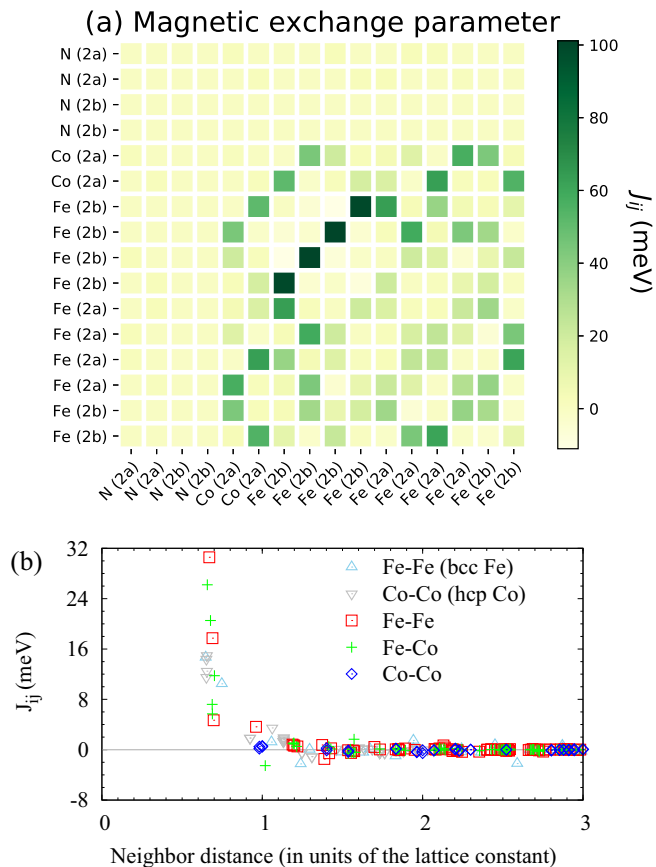 (a) Magnetic exchange parameter
N (2a)
N (2a)
N (2b)
N (2b)
Co (2a)
Co (2a)
Fe (2b)
Fe (2b)
Fe (2b)
Fe (2b)
Fe (2a)
Fe (2a)
Fe (2a)
Fe (2a)
Fe (2b)
Fe (2b)
N (2a)
N (2a)
N (2b)
N (2b)
Co (2a)
Co (2a)
Fe (2b)
Fe (2b)
Fe (2b)
Fe (2b)
Fe (2a)
Fe (2a)
Fe (2a)
Fe (2a)
Fe (2b)
Fe (2b)
100
80
60
40
20
0
Jij (meV)
(b)
32
24
16
8
0
-8
Jij (meV)
Fe-Fe (bcc Fe)
Co-Co (hcp Co)
Fe-Fe
Fe-Co
Co-Co
0 1 2 3
Neighbor distance (in units of the lattice constant)